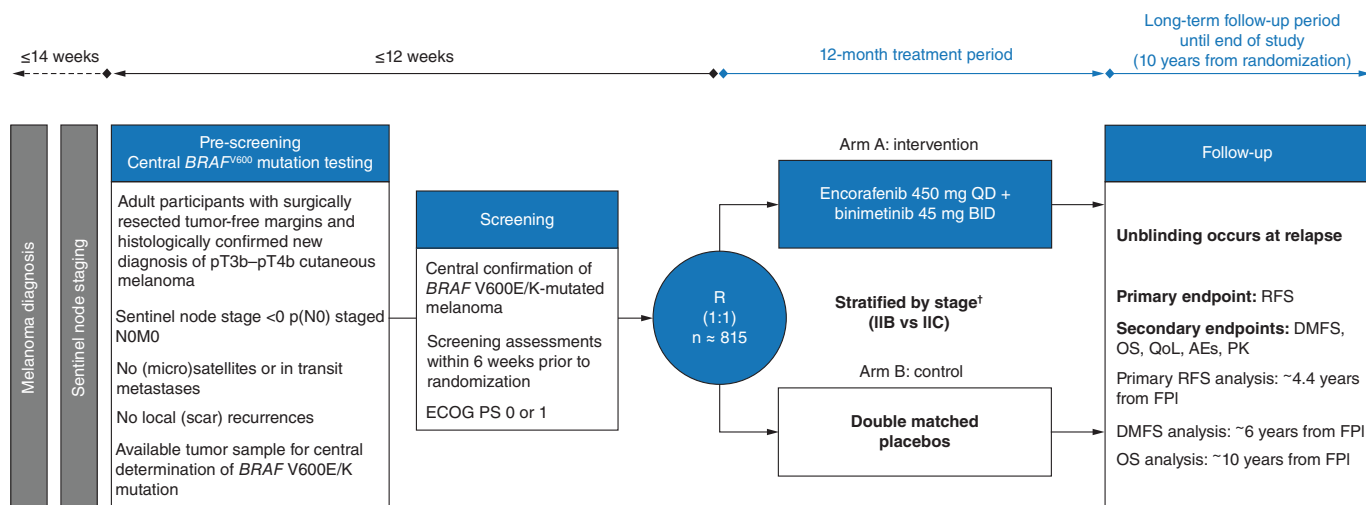 ≤14 weeks
≤12 weeks
12-month treatment period
Long-term follow-up period
until end of study
(10 years from randomization)
Melanoma diagnosis
Sentinel node staging
Pre-screening
Central BRAFV600 mutation testing
Adult participants with surgically
resected tumor-free margins and
histologically confirmed new
diagnosis of pT3b–pT4b cutaneous
melanoma
Sentinel node stage <0 p(N0) staged
N0M0
No (micro)satellites or in transit
metastases
No local (scar) recurrences
Available tumor sample for central
determination of BRAF V600E/K
mutation
Screening
Central confirmation of
BRAF V600E/K-mutated
melanoma
Screening assessments
within 6 weeks prior to
randomization
ECOG PS 0 or 1
R
(1:1)
n ≈ 815
Arm A: intervention
Encorafenib 450 mg QD +
binimetinib 45 mg BID
Stratified by stage†
(IIB vs IIC)
Arm B: control
Double matched
placebos
Follow-up
Unblinding occurs at relapse
Primary endpoint: RFS
Secondary endpoints: DMFS,
OS, QoL, AEs, PK
Primary RFS analysis: ~4.4 years
from FPI
DMFS analysis: ~6 years from FPI
OS analysis: ~10 years from FPI